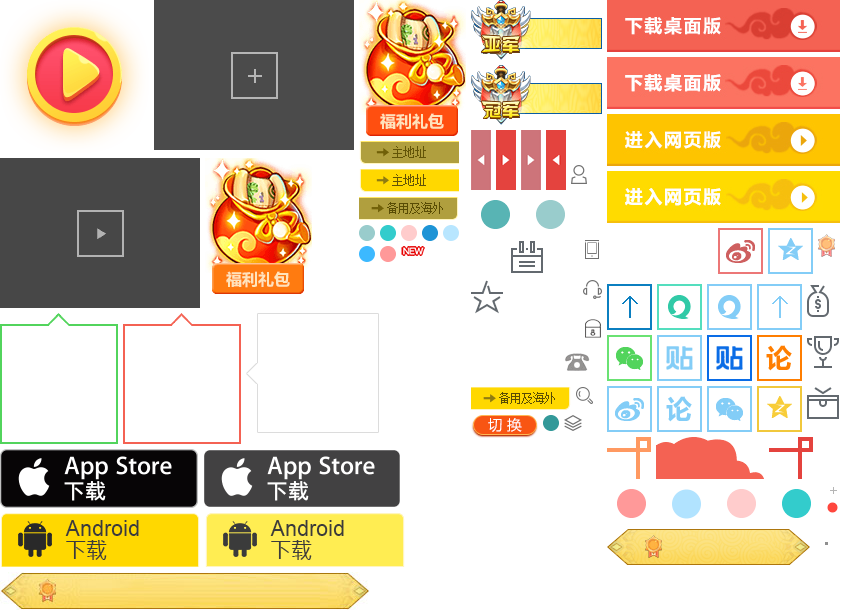 福利礼包
主地址
主地址
备用及海外
NEW
福利礼包
亚军
冠军
下载桌面版
下载桌面版
进入网页版
进入网页版
贴
贴
论
论
备用及海外
切 换
App Store
下载
App Store
下载
Android
下载
Android
下载